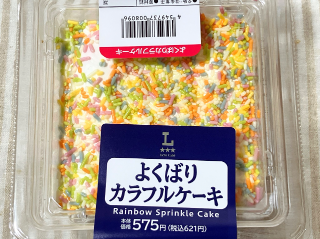 4549737008096
よくばりカラフルケーキ
L
★★★
よくばり
カラフルケーキ
Rainbow Sprinkle Cake
本体価格 575円(税込621円)